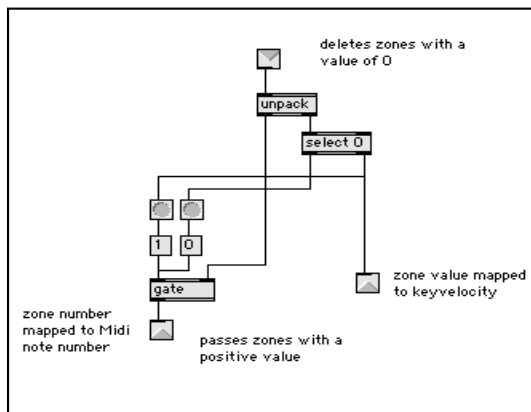 deletes zones with a
value of 0
unpack
select 0
1
0
gate
zone value mapped
to keyvelocity
zone number
mapped to Midi
note number
passes zones with a
positive value